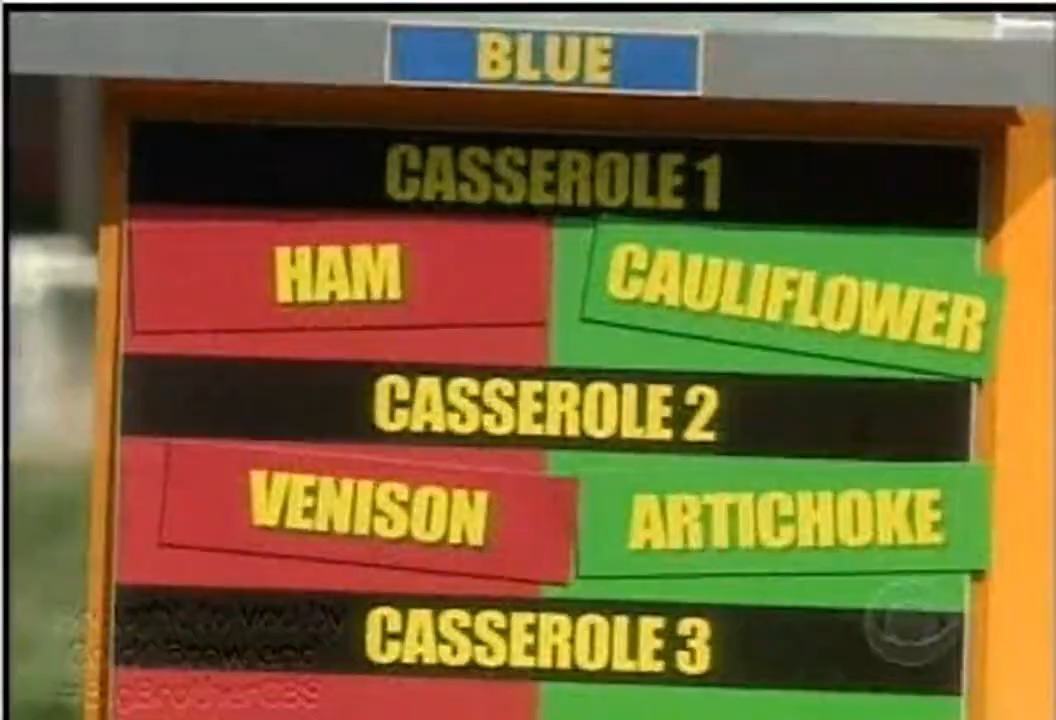 BLUE
CASSEROLE 1
HAM CAULIFLOWER
CASSEROLE 2
VENISON ARTICHOKE
CASSEROLE 3